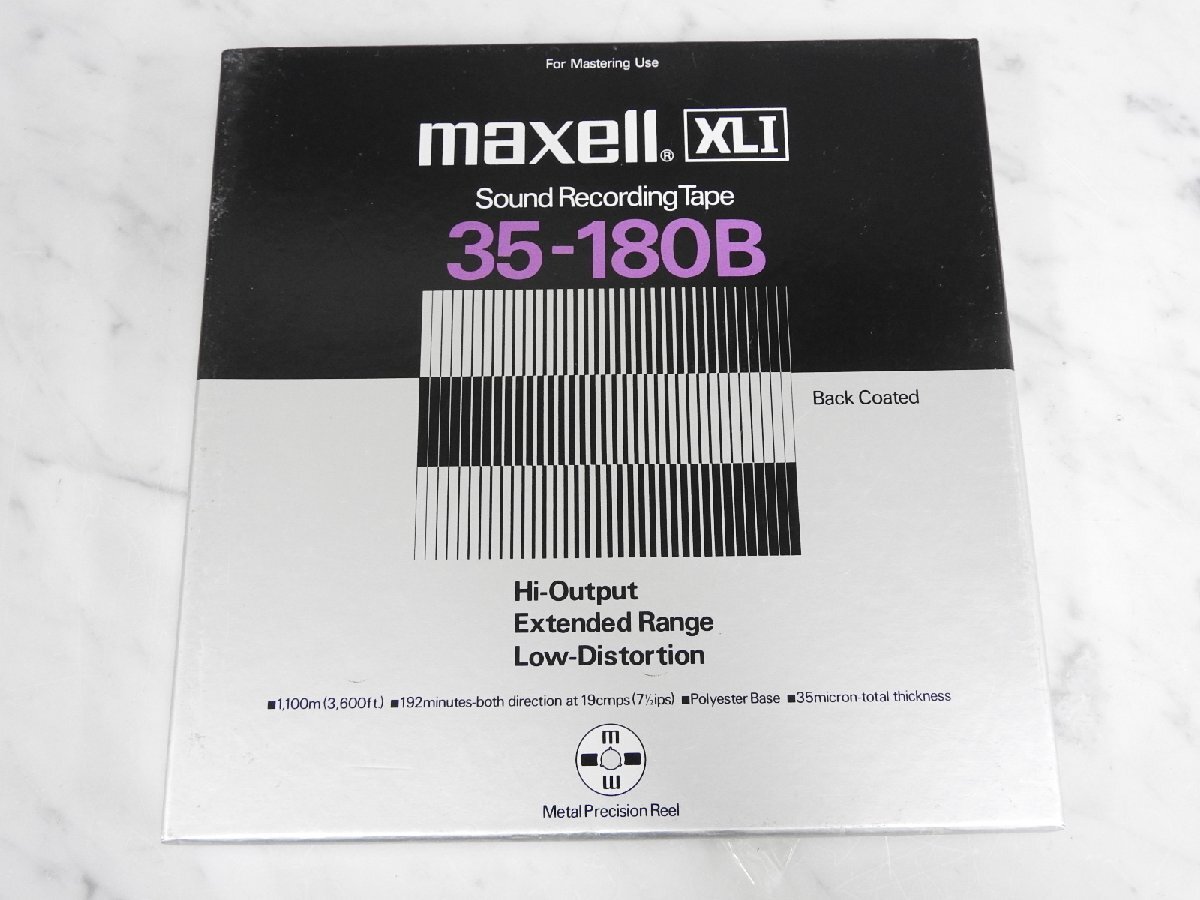 For Mastering Use
maxell® XLI
Sound Recording Tape
35-180B
Back Coated
Hi-Output
Extended Range
Low-Distortion
■1,100m (3,600ft.) ■192minutes-both direction at 19cmps (7½ips) ■Polyester Base ■35micron-total thickness
m
m
Metal Precision Reel